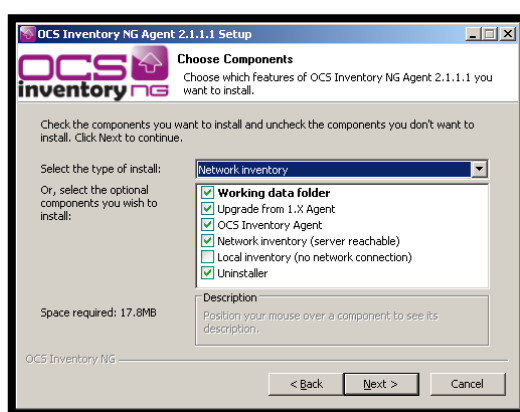 OCS Inventory NG Agent 2.1.1.1 Setup
OCS
inventory NG
Choose Components
Choose which features of OCS Inventory NG Agent 2.1.1.1 you
want to install.
Check the components you want to install and uncheck the components you don't want to
install. Click Next to continue.
Select the type of install:
Network inventory
Or, select the optional
components you wish to
install:
Working data folder
Upgrade from 1.X Agent
OCS Inventory Agent
Network inventory (server reachable)
Local inventory (no network connection)
Uninstaller
Space required: 17.8MB
Description
Position your mouse over a component to see its
description.
OCS Inventory NG
< Back
Next >
Cancel